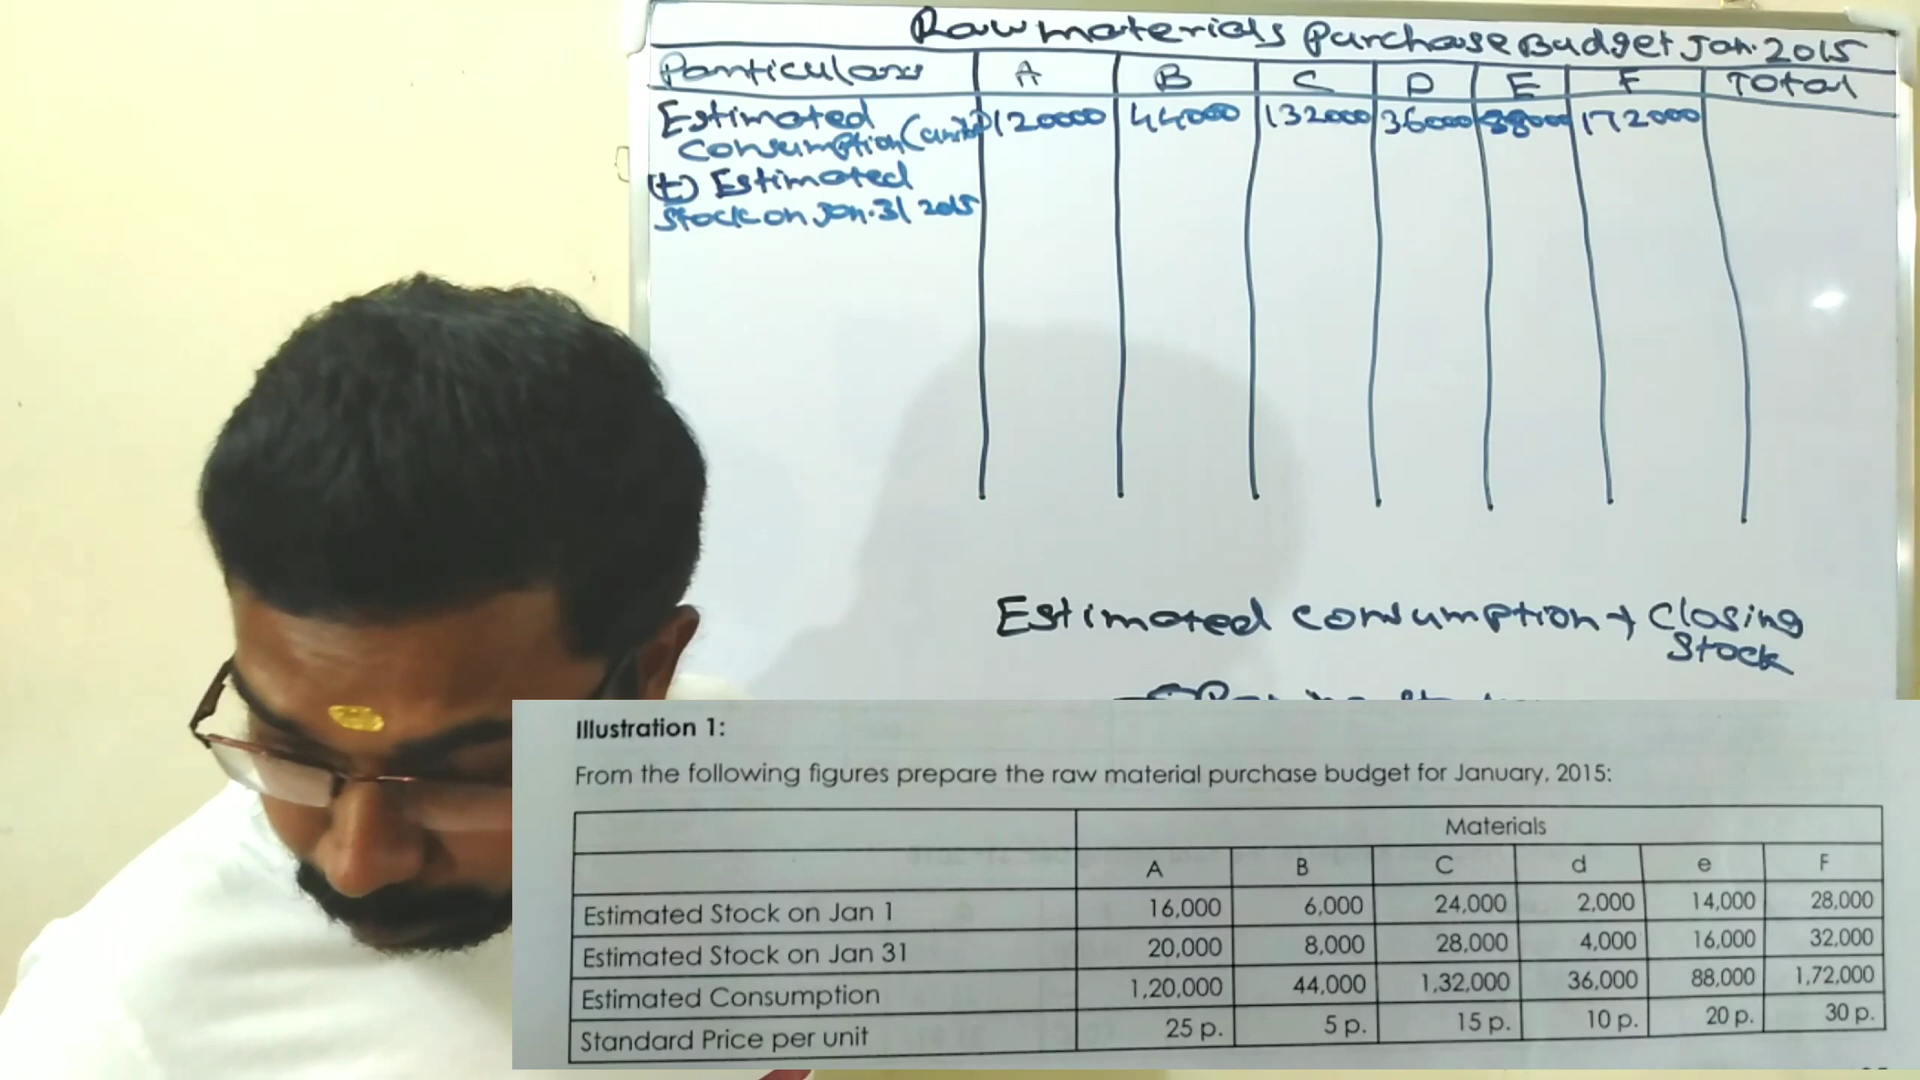 Raw materials Purchase Budget Jan. 2015
Particulars A B C D E F Total
Estimated consumption (units) 120000 44000 132000 36000 88000 172000
(+) Estimated
Stock on Jan. 31 2015
Estimated consumption + Closing
Stock
Illustration 1:
From the following figures prepare the raw material purchase budget for January, 2015:
Materials
A B C d e F
Estimated Stock on Jan 1 16,000 6,000 24,000 2,000 14,000 28,000
Estimated Stock on Jan 31 20,000 8,000 28,000 4,000 16,000 32,000
Estimated Consumption 1,20,000 44,000 1,32,000 36,000 88,000 1,72,000
Standard Price per unit 25 p. 5 p. 15 p. 10 p. 20 p. 30 p.